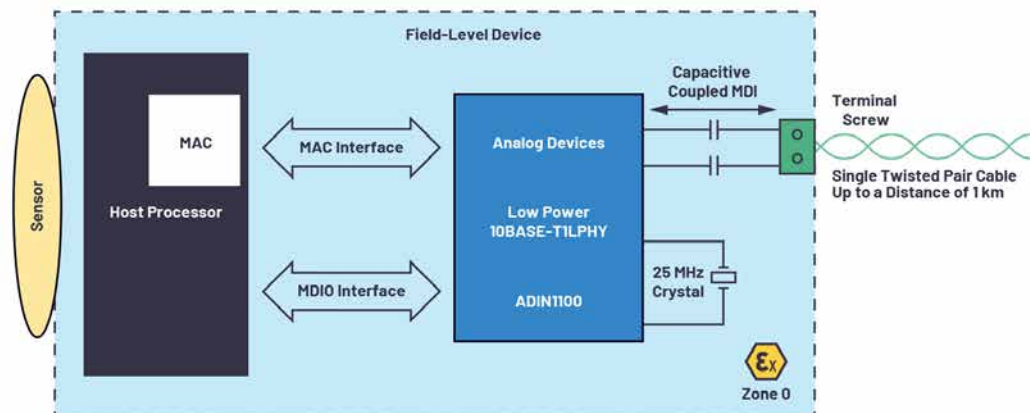 Field-Level Device
Sensor
MAC
Host Processor
MAC Interface
MDIO Interface
Analog Devices
Low Power
10BASE-T1LPHY
ADIN1100
Capacitive
Coupled MDI
25 MHz
Crystal
Terminal
Screw
Single Twisted Pair Cable
Up to a Distance of 1 km
εx
Zone 0